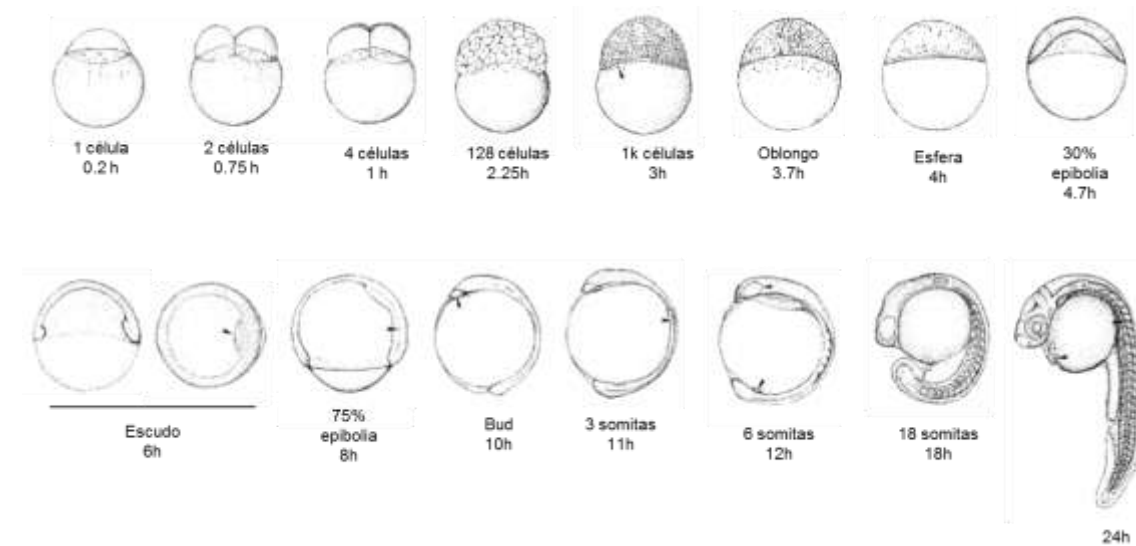 1 célula
0.2 h
2 células
0.75 h
4 células
1 h
128 células
2.25h
1k células
3h
Oblongo
3.7h
Esfera
4h
30%
epibolia
4.7h
Escudo
6h
75%
epibolia
8h
Bud
10h
3 somitas
11h
6 somitas
12h
18 somitas
18h
24h